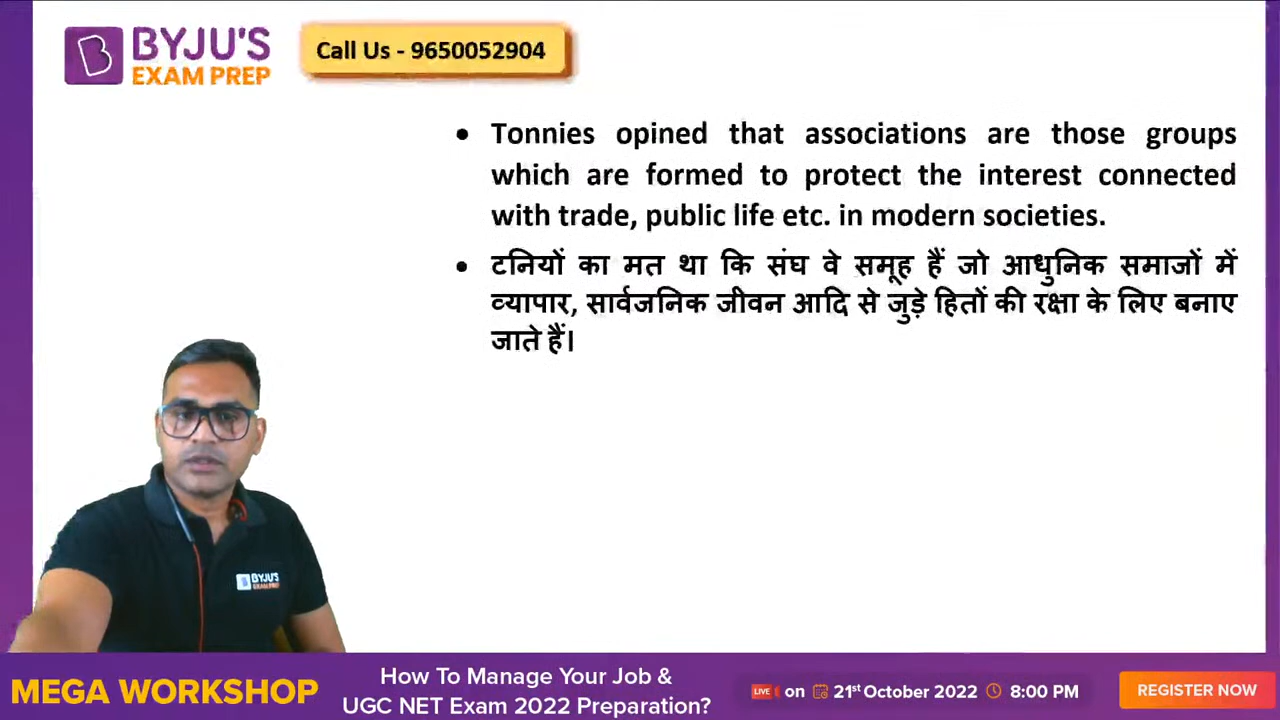 BYJU'S
EXAM PREP
Call Us - 9650052904
• Tonnies opined that associations are those groups
which are formed to protect the interest connected
with trade, public life etc. in modern societies.
• टनियों का मत था कि संघ वे समूह हैं जो आधुनिक समाजों में
व्यापार, सार्वजनिक जीवन आदि से जुड़े हितों की रक्षा के लिए बनाए
जाते हैं।
BYJU'S
EXAM PREP
MEGA WORKSHOP
How To Manage Your Job &
UGC NET Exam 2022 Preparation?
LIVE on 21st October 2022 8:00 PM
REGISTER NOW